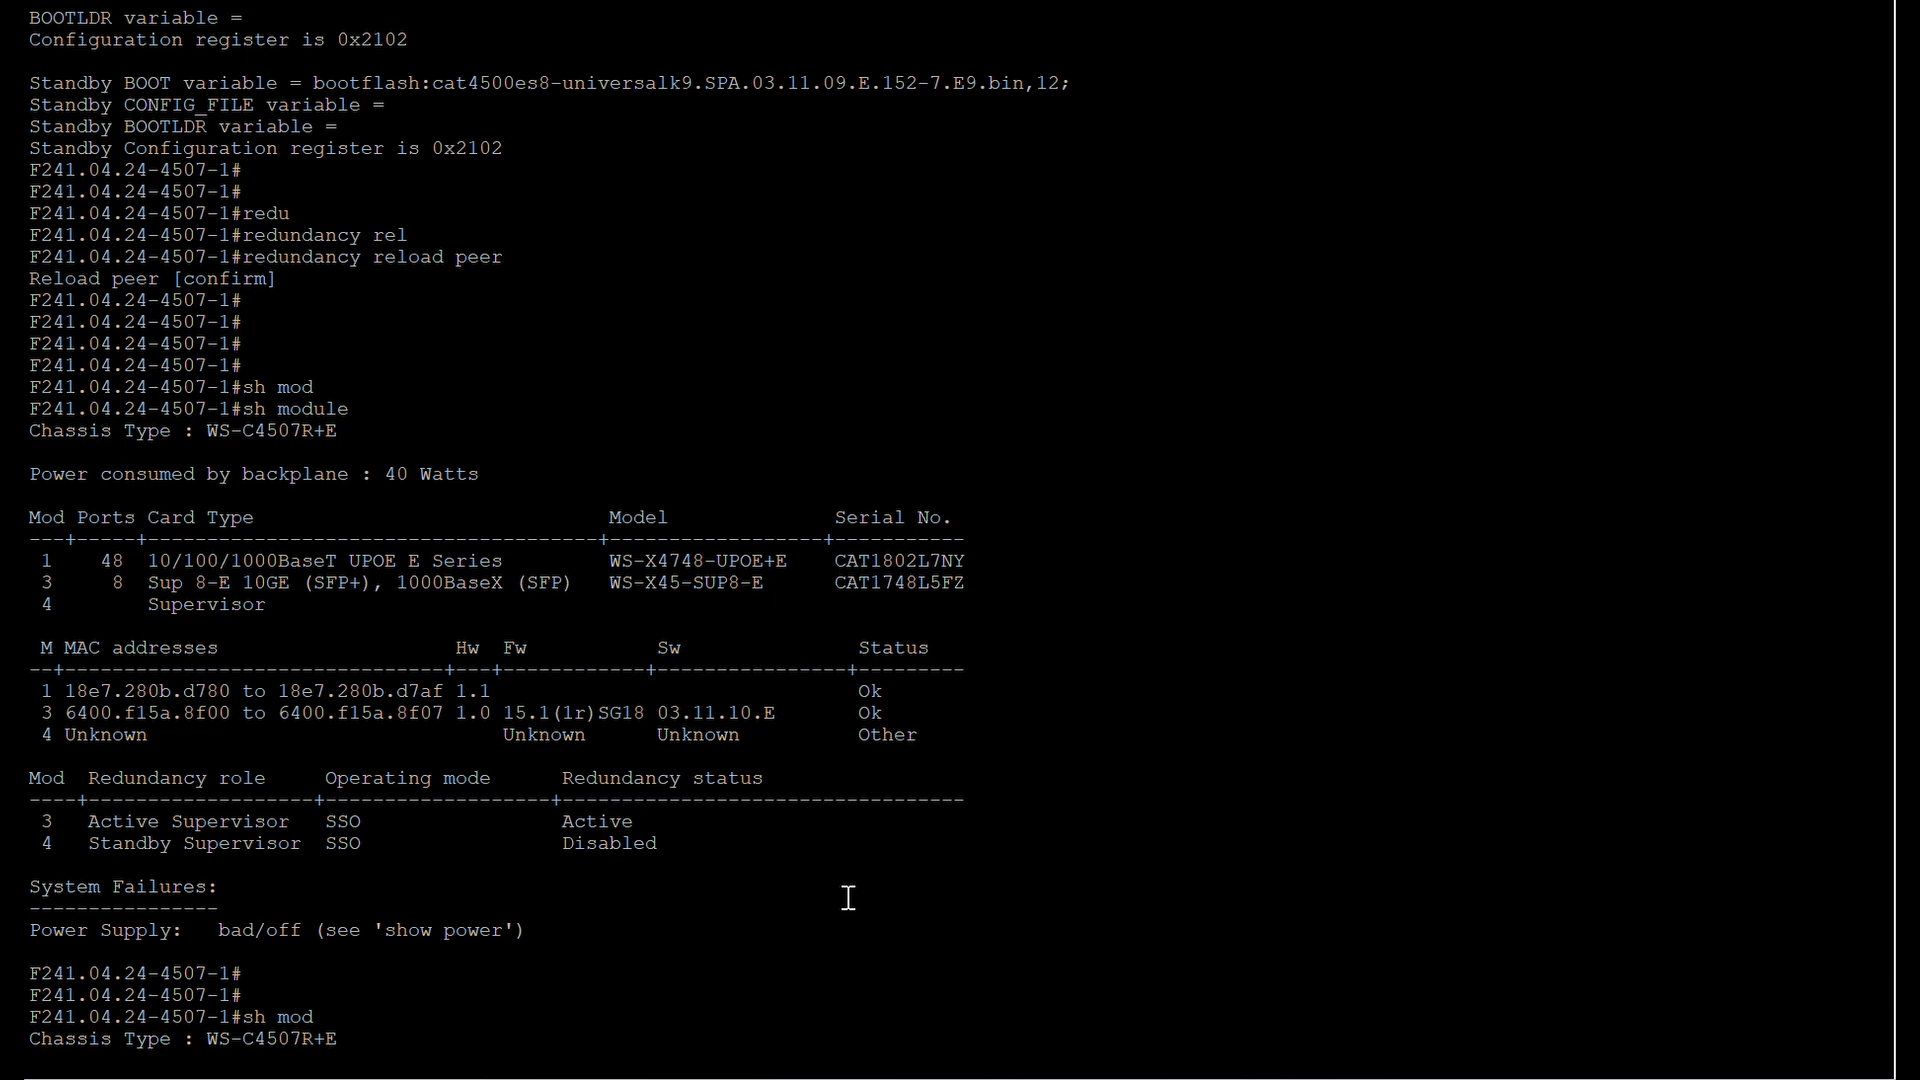 BOOTLDR variable =
Configuration register is 0x2102
Standby BOOT variable = bootflash:cat4500es8-universalk9.SPA.03.11.09.E.152-7.E9.bin,12;
Standby CONFIG_FILE variable =
Standby BOOTLDR variable =
Standby Configuration register is 0x2102
F241.04.24-4507-1#
F241.04.24-4507-1#
F241.04.24-4507-1#redu
F241.04.24-4507-1#redundancy rel
F241.04.24-4507-1#redundancy reload peer
Reload peer [confirm]
F241.04.24-4507-1#
F241.04.24-4507-1#
F241.04.24-4507-1#
F241.04.24-4507-1#
F241.04.24-4507-1#sh mod
F241.04.24-4507-1#sh module
Chassis Type : WS-C4507R+E
Power consumed by backplane : 40 Watts
Mod Ports Card Type                              Model              Serial No.
---+-----+--------------------------------------+------------------+-----------
 1    48  10/100/1000BaseT UPOE E Series         WS-X4748-UPOE+E    CAT1802L7NY
 3     8  Sup 8-E 10GE (SFP+), 1000BaseX (SFP)   WS-X45-SUP8-E      CAT1748L5FZ
 4        Supervisor
 M MAC addresses                    Hw  Fw           Sw               Status
--+--------------------------------+---+------------+----------------+---------
 1 18e7.280b.d780 to 18e7.280b.d7af 1.1                               Ok
 3 6400.f15a.8f00 to 6400.f15a.8f07 1.0 15.1(1r)SG18 03.11.10.E       Ok
 4 Unknown                              Unknown      Unknown          Other
Mod  Redundancy role     Operating mode      Redundancy status
----+-------------------+-------------------+----------------------------------
 3   Active Supervisor   SSO                 Active
 4   Standby Supervisor  SSO                 Disabled
System Failures:
----------------
Power Supply:   bad/off (see 'show power')
F241.04.24-4507-1#
F241.04.24-4507-1#
F241.04.24-4507-1#sh mod
Chassis Type : WS-C4507R+E